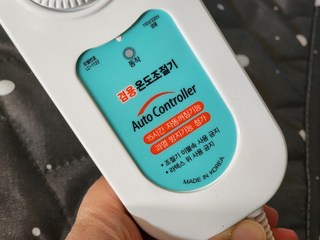 동작
겸용 온도조절기
Auto Controller
15시간 자동꺼짐기능
과열 방지기능 첨가
• 조절기 이불속 사용 금지
• 라텍스 위 사용 금지
MADE IN KOREA